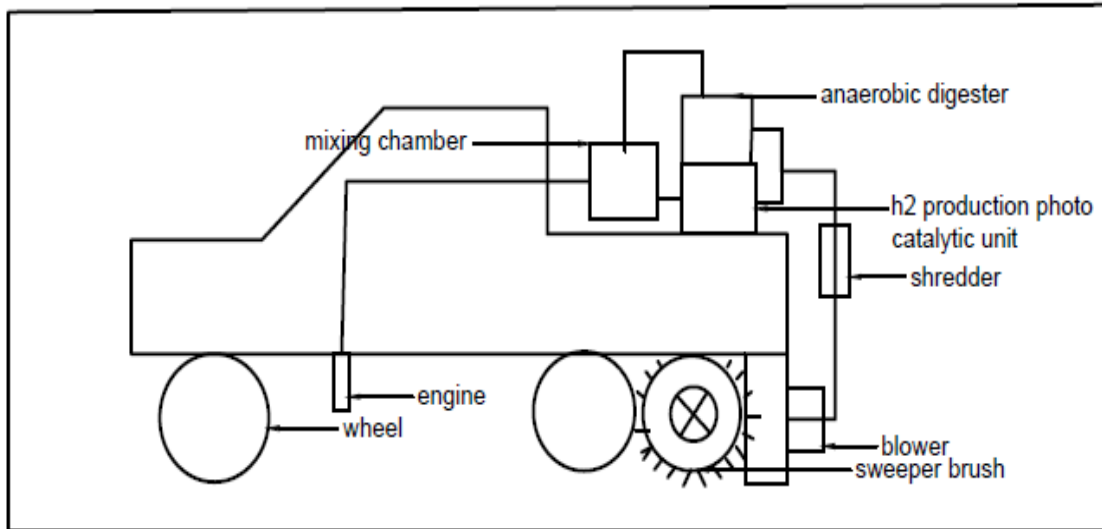 anaerobic digester
mixing chamber
h2 production photo
catalytic unit
shredder
engine
wheel
blower
sweeper brush